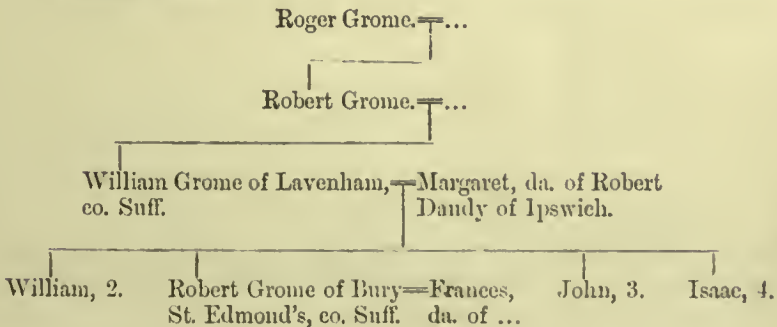 Roger Grome. = ...
Robert Grome. = ...
William Grome of Lavenham, = Margaret, da. of Robert
co. Suff. Dandy of Ipswich.
William, 2. Robert Grome of Bury = Frances, John, 3. Isaac, 4.
St. Edmond's, co. Suff. da. of ...